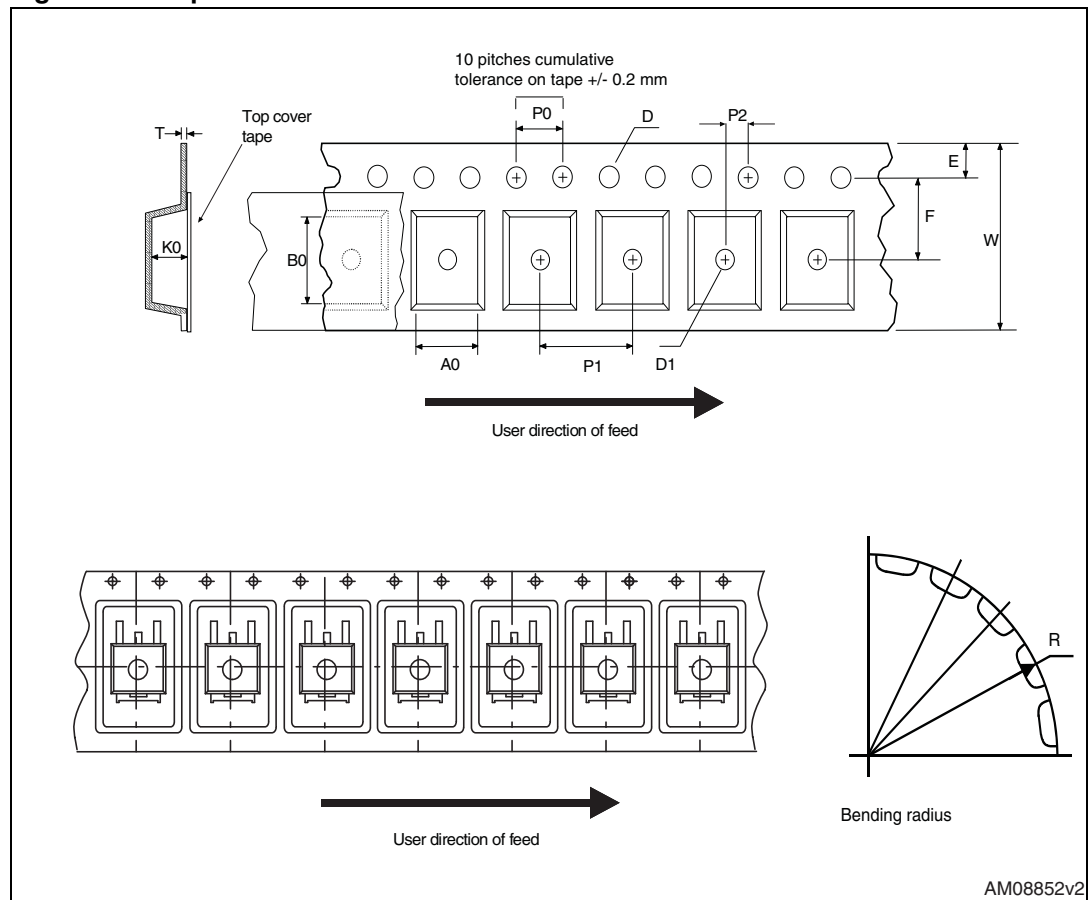 10 pitches cumulative
tolerance on tape +/- 0.2 mm
P0
D
P2
T
Top cover
tape
E
F
W
K0
B0
A0
P1
D1
User direction of feed
R
Bending radius
User direction of feed
AM08852v2